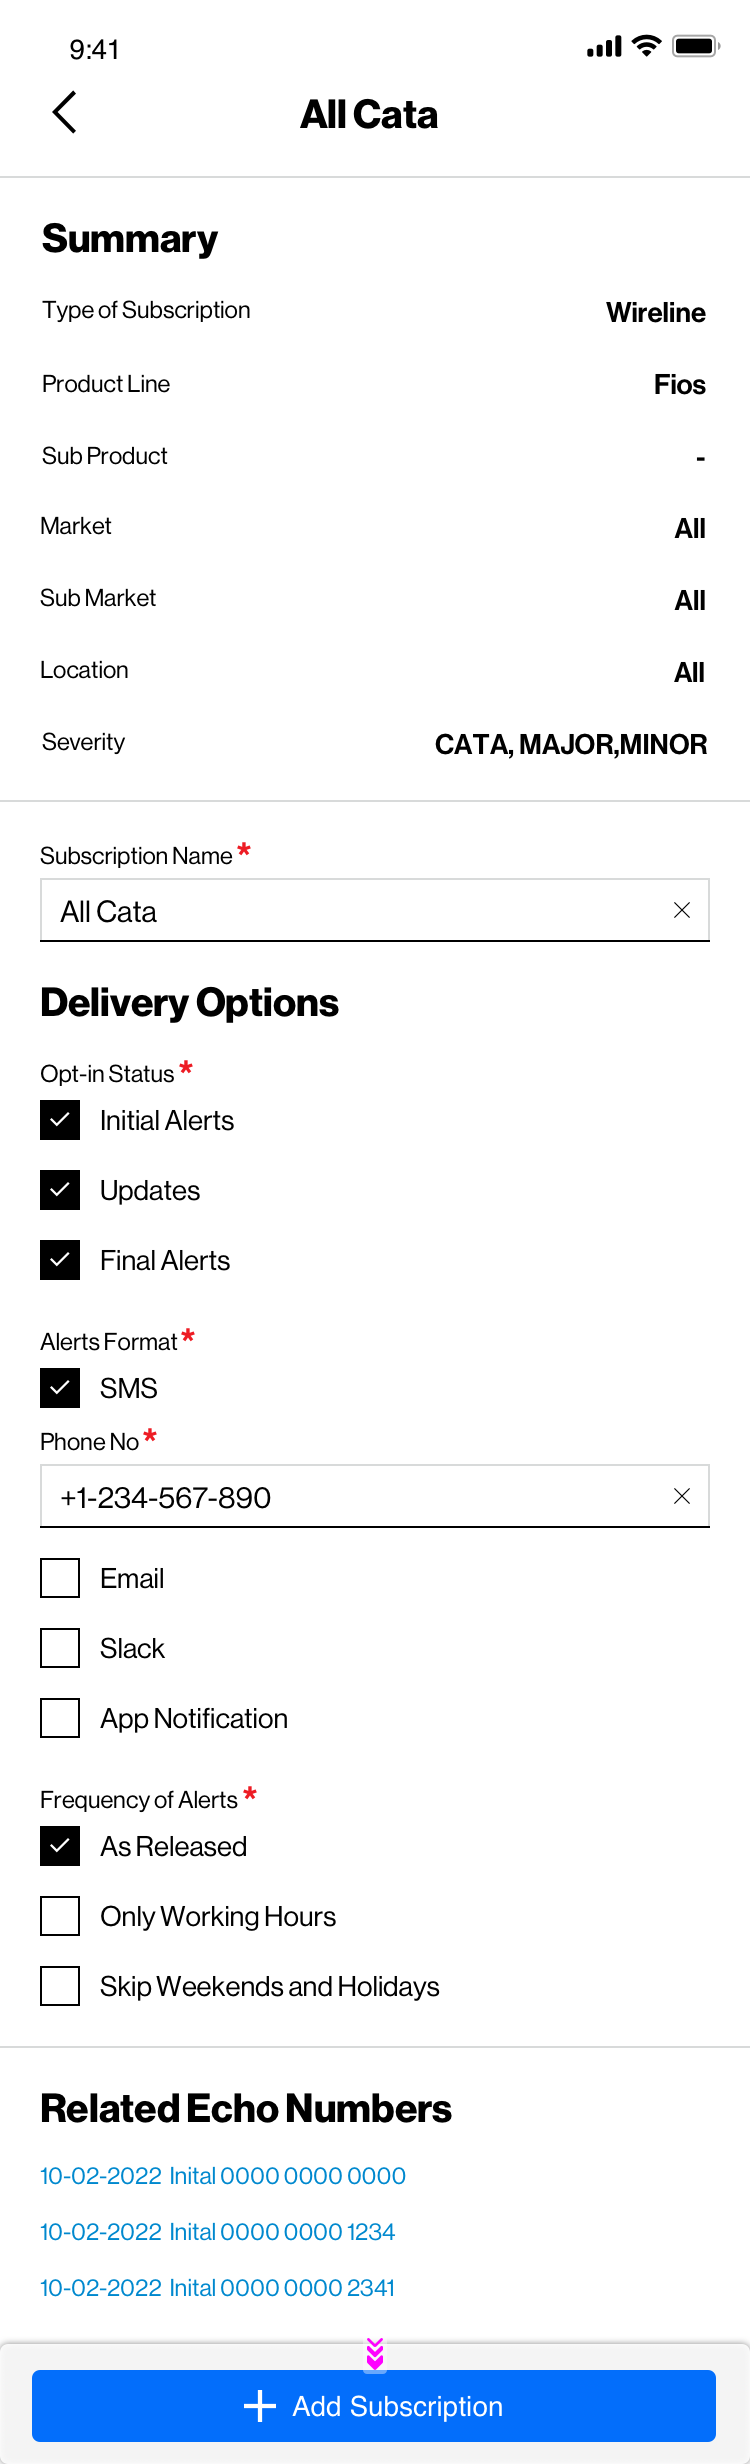 9:41
All Cata
Summary
Type of Subscription Wireline
Product Line Fios
Sub Product -
Market All
Sub Market All
Location All
Severity CATA, MAJOR,MINOR
Subscription Name *
All Cata
Delivery Options
Opt-in Status *
Initial Alerts
Updates
Final Alerts
Alerts Format *
SMS
Phone No *
+1-234-567-890
Email
Slack
App Notification
Frequency of Alerts *
As Released
Only Working Hours
Skip Weekends and Holidays
Related Echo Numbers
10-02-2022 Inital 0000 0000 0000
10-02-2022 Inital 0000 0000 1234
10-02-2022 Inital 0000 0000 2341
Add Subscription